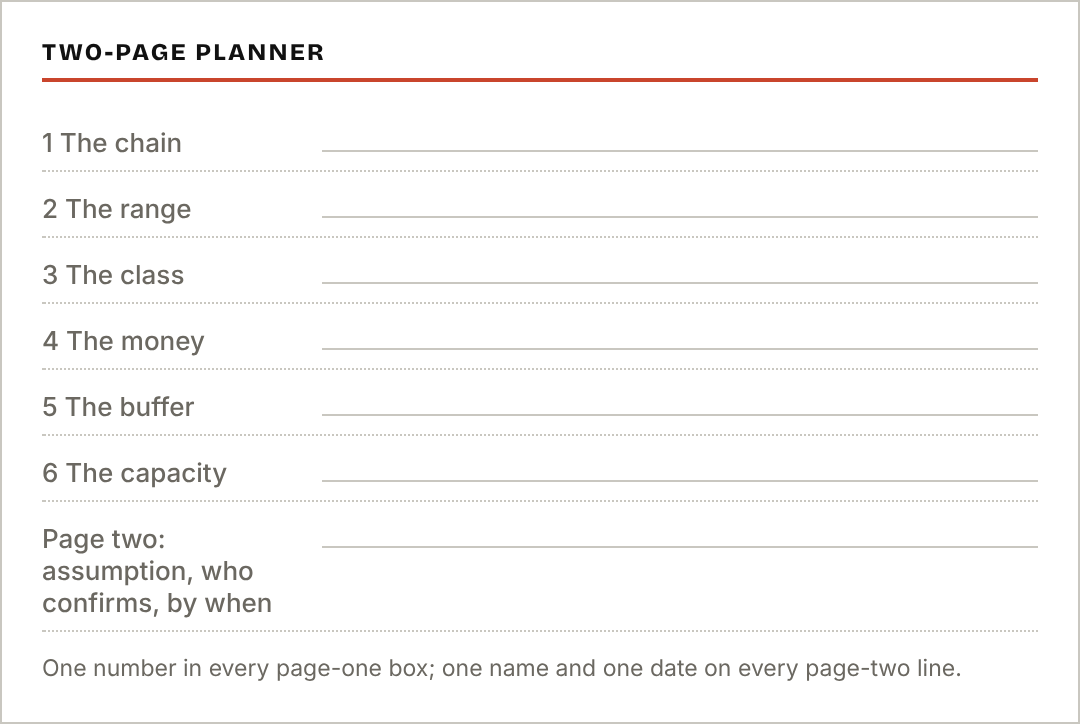 TWO-PAGE PLANNER
1 The chain
2 The range
3 The class
4 The money
5 The buffer
6 The capacity
Page two:
assumption, who
confirms, by when
One number in every page-one box; one name and one date on every page-two line.